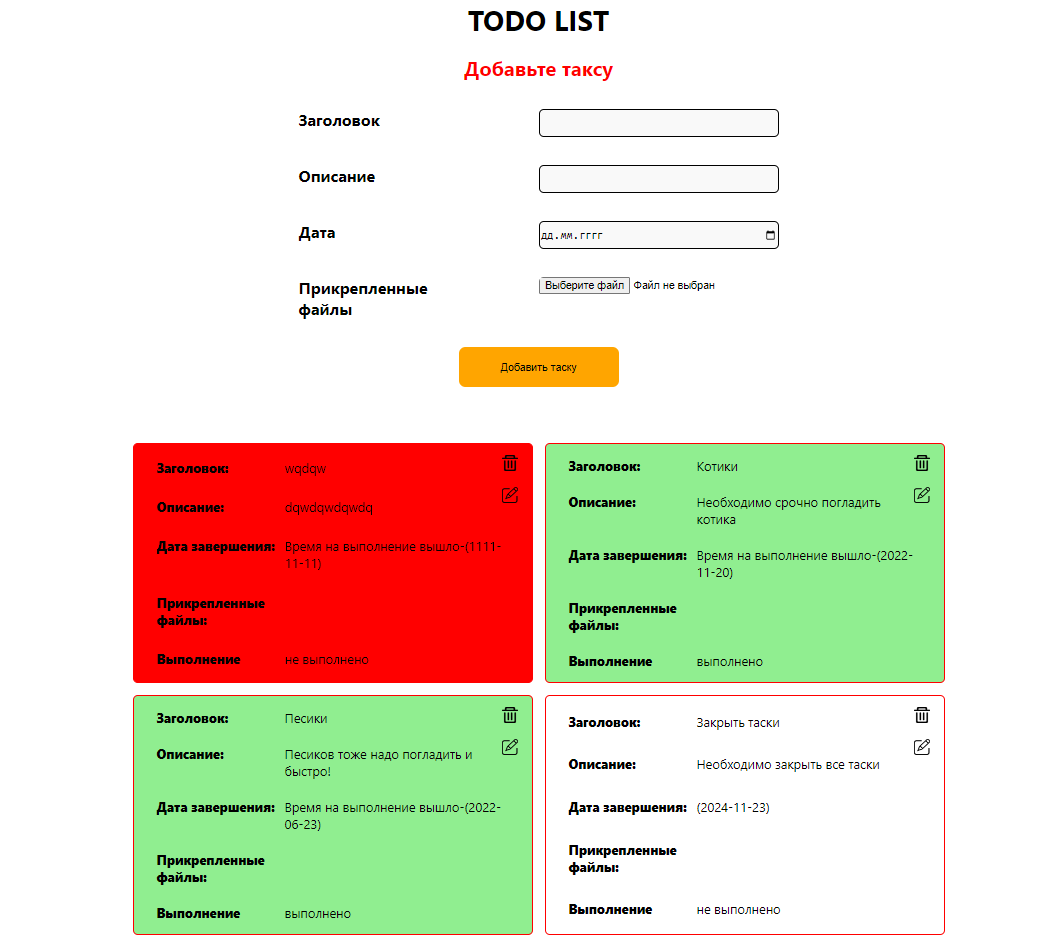 TODO LIST
Добавьте таксу
Заголовок
Описание
Дата
дд.мм.гггг
Прикрепленные
файлы
Выберите файл Файл не выбран
Добавить таску
Заголовок: wqdqw
Описание: dqwdqwdqwdq
Дата завершения: Время на выполнение вышло-(1111-
11-11)
Прикрепленные
файлы:
Выполнение не выполнено
Заголовок: Котики
Описание: Необходимо срочно погладить
котика
Дата завершения: Время на выполнение вышло-(2022-
11-20)
Прикрепленные
файлы:
Выполнение выполнено
Заголовок: Песики
Описание: Песиков тоже надо погладить и
быстро!
Дата завершения: Время на выполнение вышло-(2022-
06-23)
Прикрепленные
файлы:
Выполнение выполнено
Заголовок: Закрыть таски
Описание: Необходимо закрыть все таски
Дата завершения: (2024-11-23)
Прикрепленные
файлы:
Выполнение не выполнено